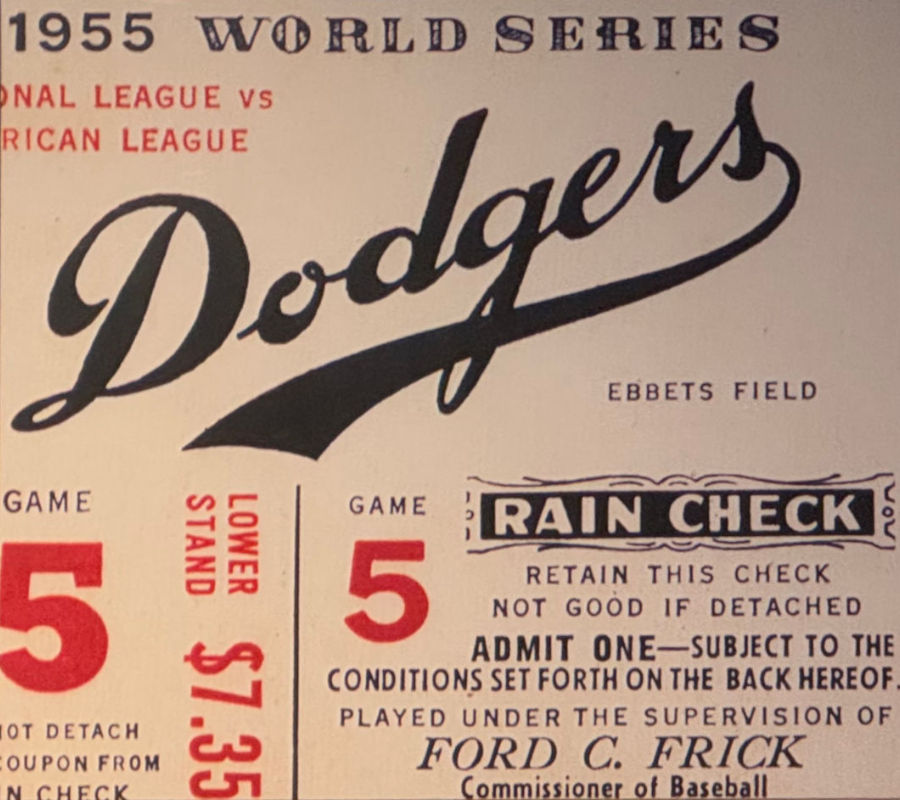 1955 WORLD SERIES
ONAL LEAGUE vs
RICAN LEAGUE
Dodgers
EBBETS FIELD
GAME
5
LOWER
STAND
$7.35
OT DETACH
COUPON FROM
N CHECK
GAME
5
RAIN CHECK
RETAIN THIS CHECK
NOT GOOD IF DETACHED
ADMIT ONE—SUBJECT TO THE
CONDITIONS SET FORTH ON THE BACK HEREOF.
PLAYED UNDER THE SUPERVISION OF
FORD C. FRICK
Commissioner of Baseball